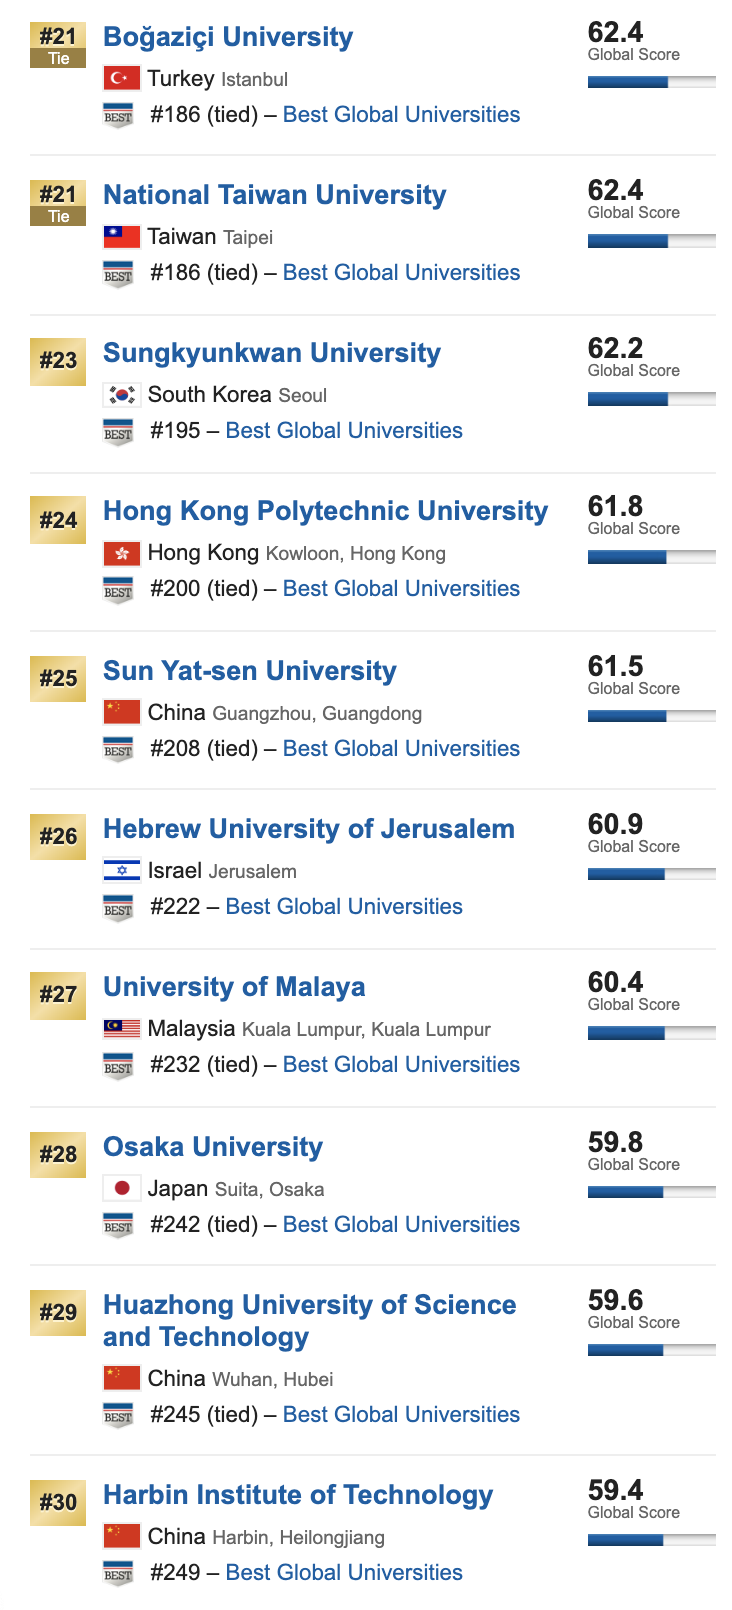 #21
Tie
Boğaziçi University
62.4
Global Score
Turkey Istanbul
BEST #186 (tied) – Best Global Universities
#21
Tie
National Taiwan University
62.4
Global Score
Taiwan Taipei
BEST #186 (tied) – Best Global Universities
#23
Sungkyunkwan University
62.2
Global Score
South Korea Seoul
BEST #195 – Best Global Universities
#24
Hong Kong Polytechnic University
61.8
Global Score
Hong Kong Kowloon, Hong Kong
BEST #200 (tied) – Best Global Universities
#25
Sun Yat-sen University
61.5
Global Score
China Guangzhou, Guangdong
BEST #208 (tied) – Best Global Universities
#26
Hebrew University of Jerusalem
60.9
Global Score
Israel Jerusalem
BEST #222 – Best Global Universities
#27
University of Malaya
60.4
Global Score
Malaysia Kuala Lumpur, Kuala Lumpur
BEST #232 (tied) – Best Global Universities
#28
Osaka University
59.8
Global Score
Japan Suita, Osaka
BEST #242 (tied) – Best Global Universities
#29
Huazhong University of Science
and Technology
59.6
Global Score
China Wuhan, Hubei
BEST #245 (tied) – Best Global Universities
#30
Harbin Institute of Technology
59.4
Global Score
China Harbin, Heilongjiang
BEST #249 – Best Global Universities